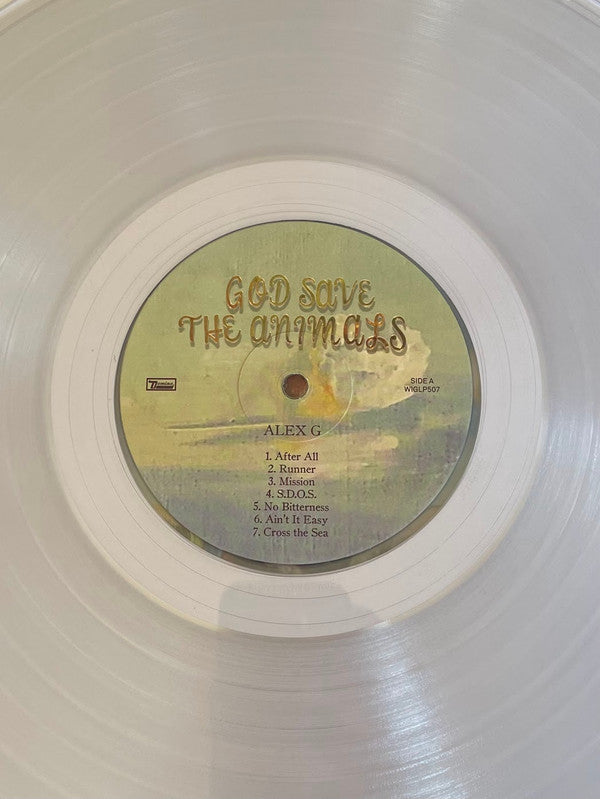 GOD SAVE
THE ANIMALS
Domino
SIDE A
WIGLP507
ALEX G
1. After All
2. Runner
3. Mission
4. S.D.O.S.
5. No Bitterness
6. Ain't It Easy
7. Cross the Sea